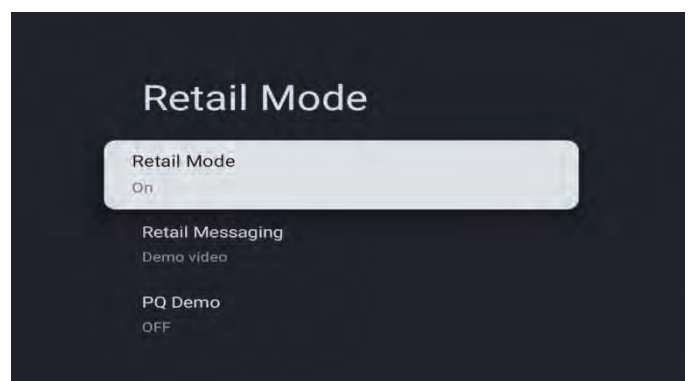 Retail Mode
Retail Mode
On
Retail Messaging
Demo video
PQ Demo
OFF